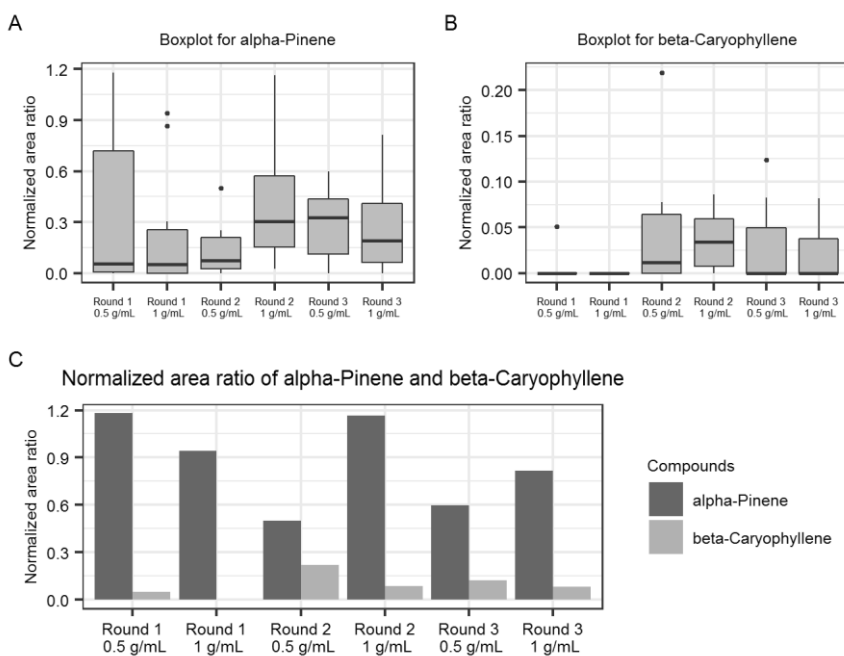 A
Boxplot for alpha-Pinene
Normalized area ratio
1.2
0.9
0.6
0.3
0.0
Round 1 Round 1 Round 2 Round 2 Round 3 Round 3
0.5 g/mL 1 g/mL 0.5 g/mL 1 g/mL 0.5 g/mL 1 g/mL
B
Boxplot for beta-Caryophyllene
Normalized area ratio
0.20
0.15
0.10
0.05
0.00
Round 1 Round 1 Round 2 Round 2 Round 3 Round 3
0.5 g/mL 1 g/mL 0.5 g/mL 1 g/mL 0.5 g/mL 1 g/mL
C
Normalized area ratio of alpha-Pinene and beta-Caryophyllene
Normalized area ratio
1.2
0.9
0.6
0.3
0.0
Round 1 Round 1 Round 2 Round 2 Round 3 Round 3
0.5 g/mL 1 g/mL 0.5 g/mL 1 g/mL 0.5 g/mL 1 g/mL
Compounds
alpha-Pinene
beta-Caryophyllene